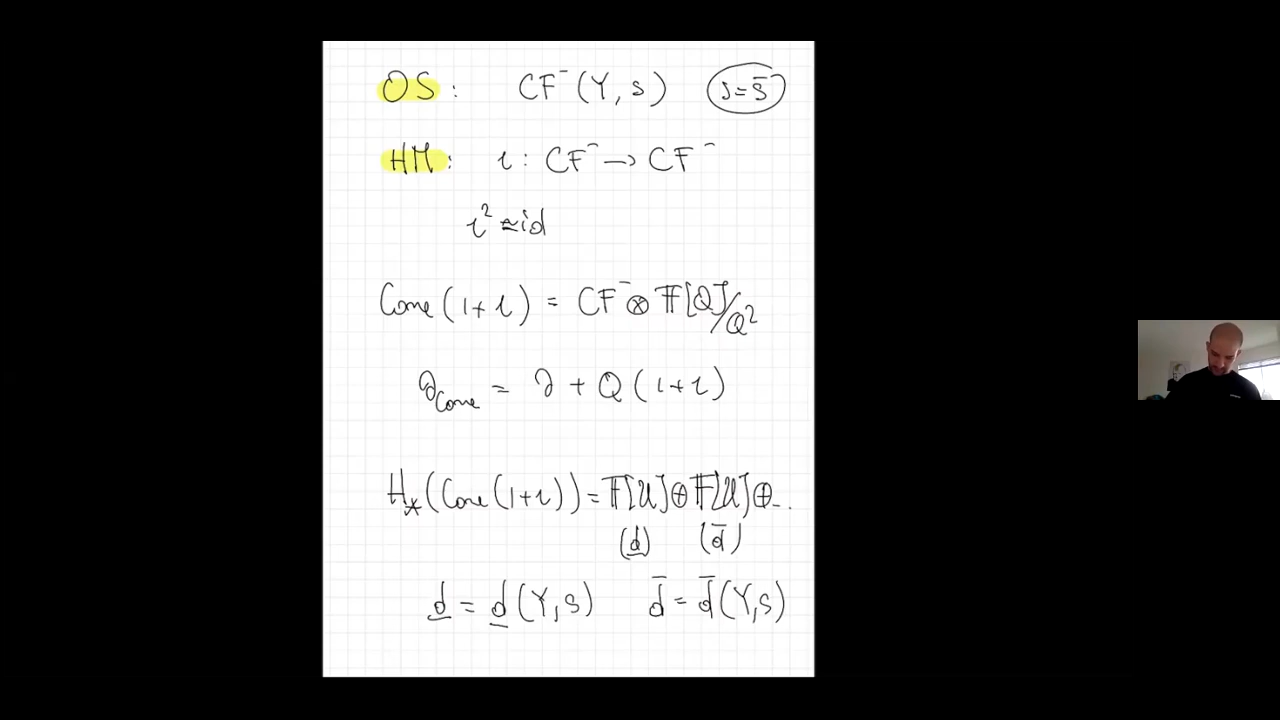 OS: CF⁻(Y, s) s = s̄
HM: ι: CF⁻ → CF⁻
ι² ≃ id
Cone(1+ι) = CF⁻ ⊗ 𝔽[Q]/Q²
∂_Cone = ∂ + Q(1+ι)
H_*(Cone(1+ι)) = 𝔽[U] ⊕ 𝔽[U] ⊕ ...
(d̲) (d̄)
d̲ = d̲(Y, s) d̄ = d̄(Y, s)